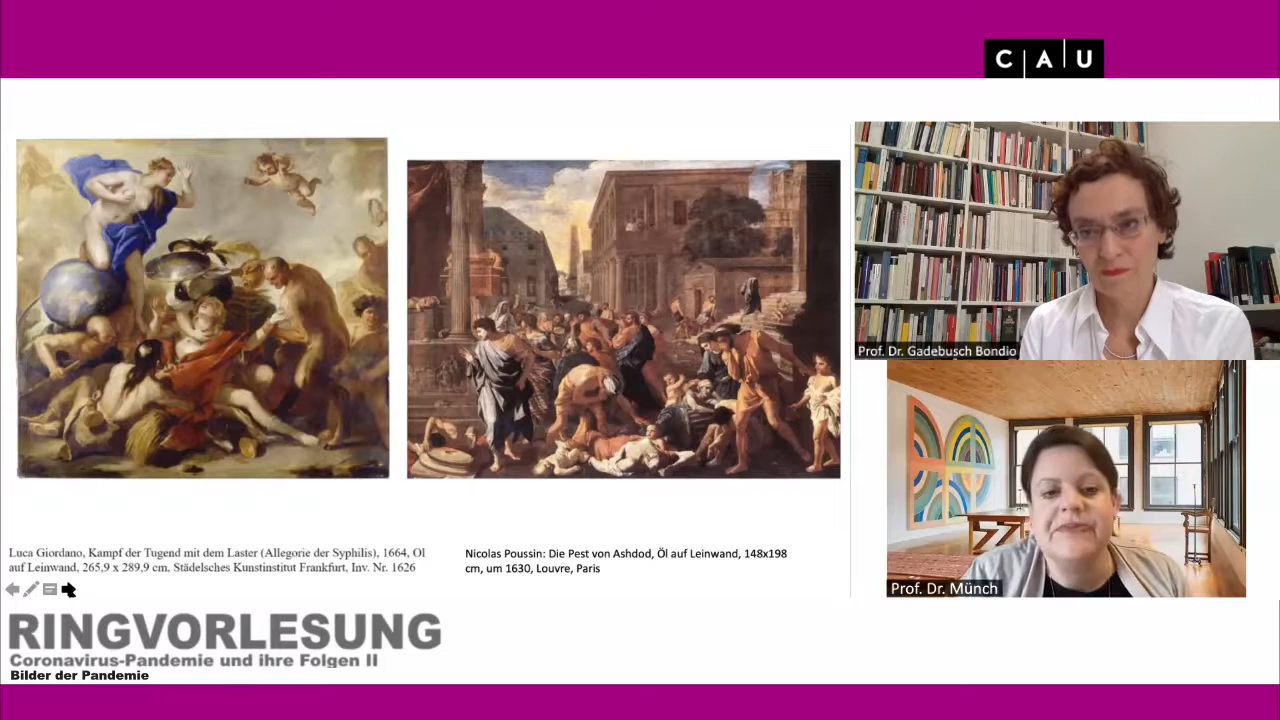 C A U
Prof. Dr. Gadebusch Bondio
Prof. Dr. Münch
Luca Giordano, Kampf der Tugend mit dem Laster (Allegorie der Syphilis), 1664, Öl
auf Leinwand, 265,9 x 289,9 cm, Städelsches Kunstinstitut Frankfurt, Inv. Nr. 1626
Nicolas Poussin: Die Pest von Ashdod, Öl auf Leinwand, 148x198
cm, um 1630, Louvre, Paris
RINGVORLESUNG
Coronavirus-Pandemie und ihre Folgen II
Bilder der Pandemie